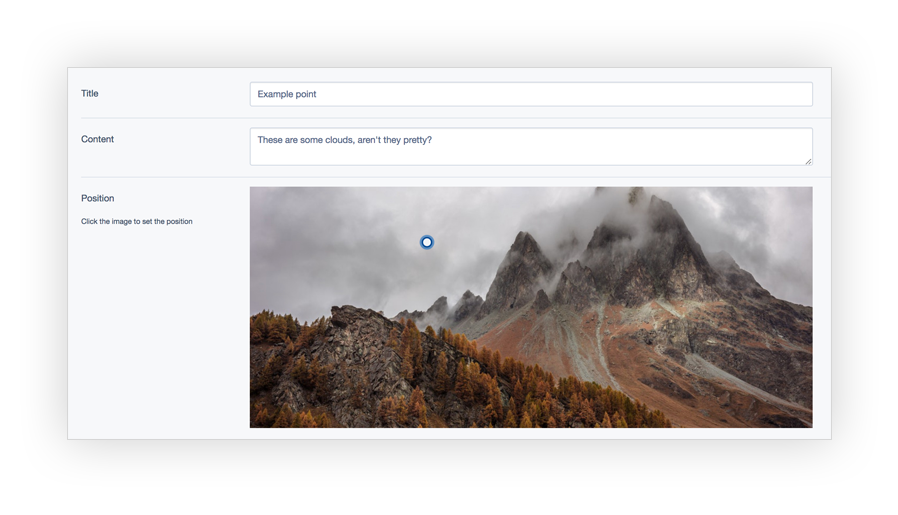 Title
Example point
Content
These are some clouds, aren't they pretty?
Position
Click the image to set the position